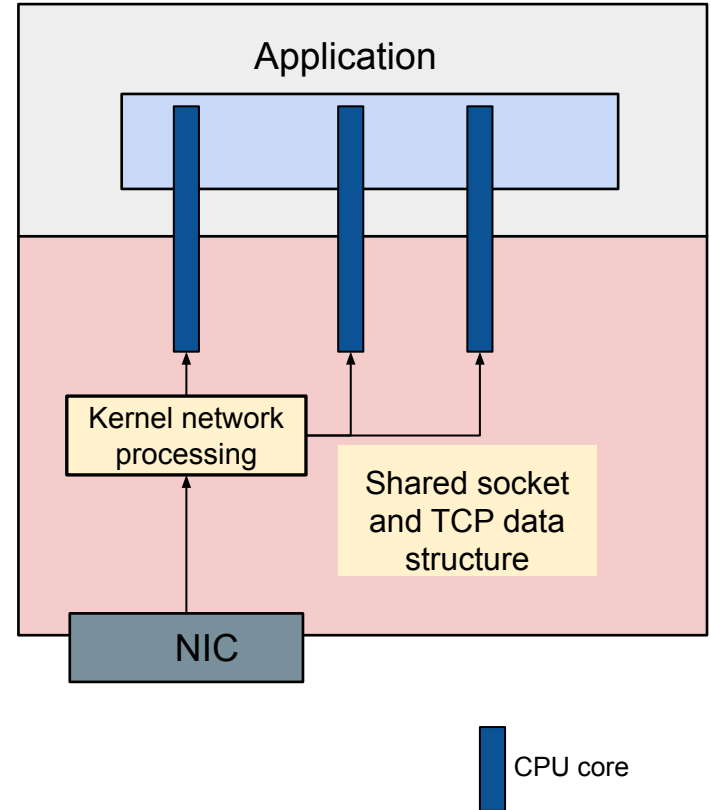 Application
Kernel network
processing
Shared socket
and TCP data
structure
NIC
CPU core